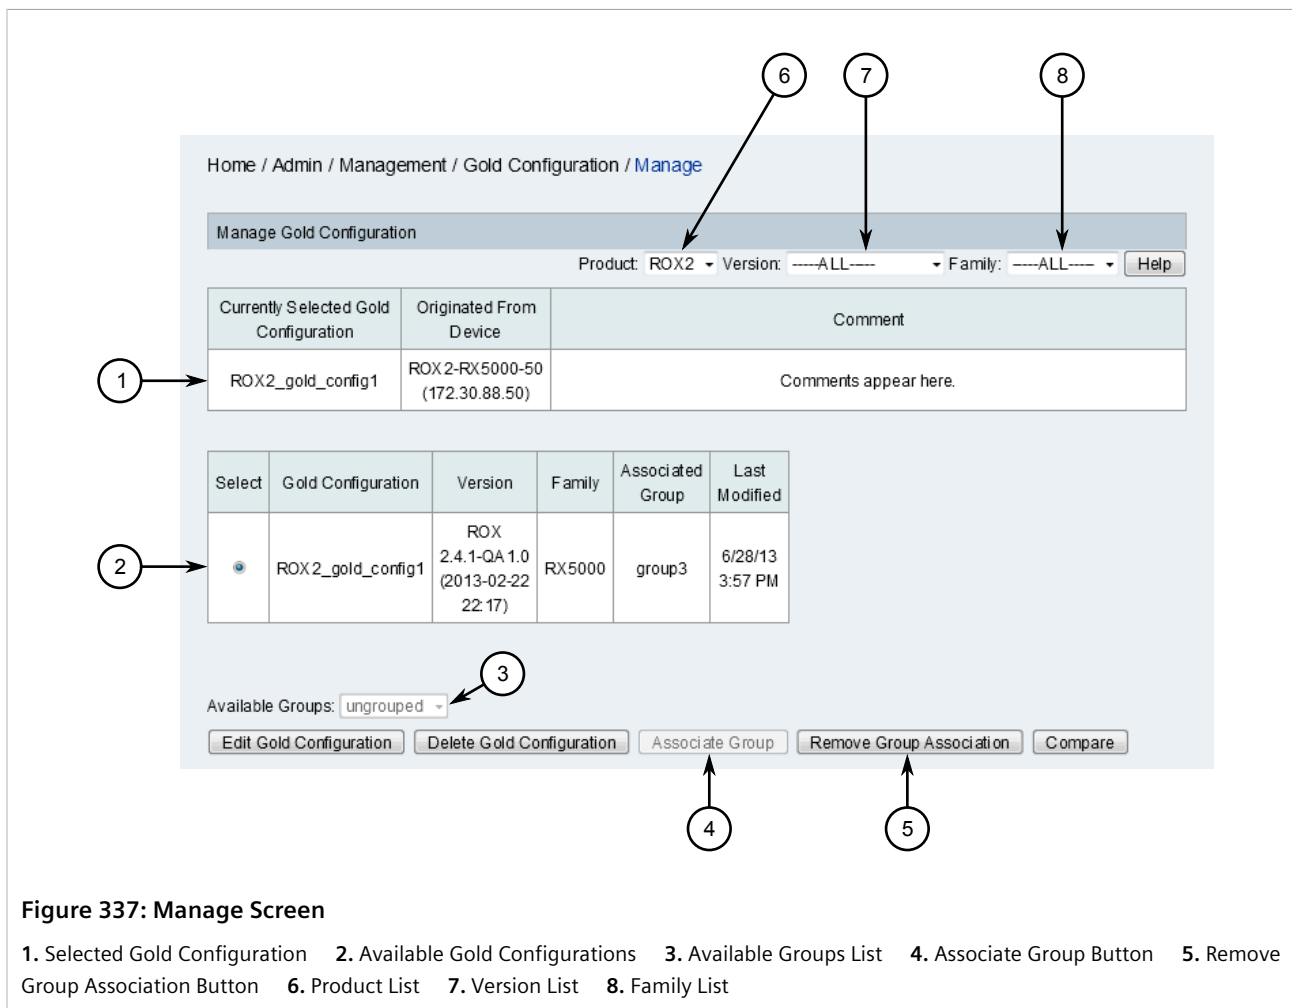 6 7 8
Home / Admin / Management / Gold Configuration / Manage
Manage Gold Configuration
Product: ROX2 Version: -----ALL----- Family: -----ALL----- Help
Currently Selected Gold Configuration Originated From Device Comment
1 ROX2_gold_config1 ROX2-RX5000-50 (172.30.88.50) Comments appear here.
Select Gold Configuration Version Family Associated Group Last Modified
2 ROX2_gold_config1 ROX 2.4.1-QA1.0 (2013-02-22 22:17) RX5000 group3 6/28/13 3:57 PM
3
Available Groups: ungrouped
Edit Gold Configuration Delete Gold Configuration Associate Group Remove Group Association Compare
4 5
Figure 337: Manage Screen
1. Selected Gold Configuration 2. Available Gold Configurations 3. Available Groups List 4. Associate Group Button 5. Remove
Group Association Button 6. Product List 7. Version List 8. Family List